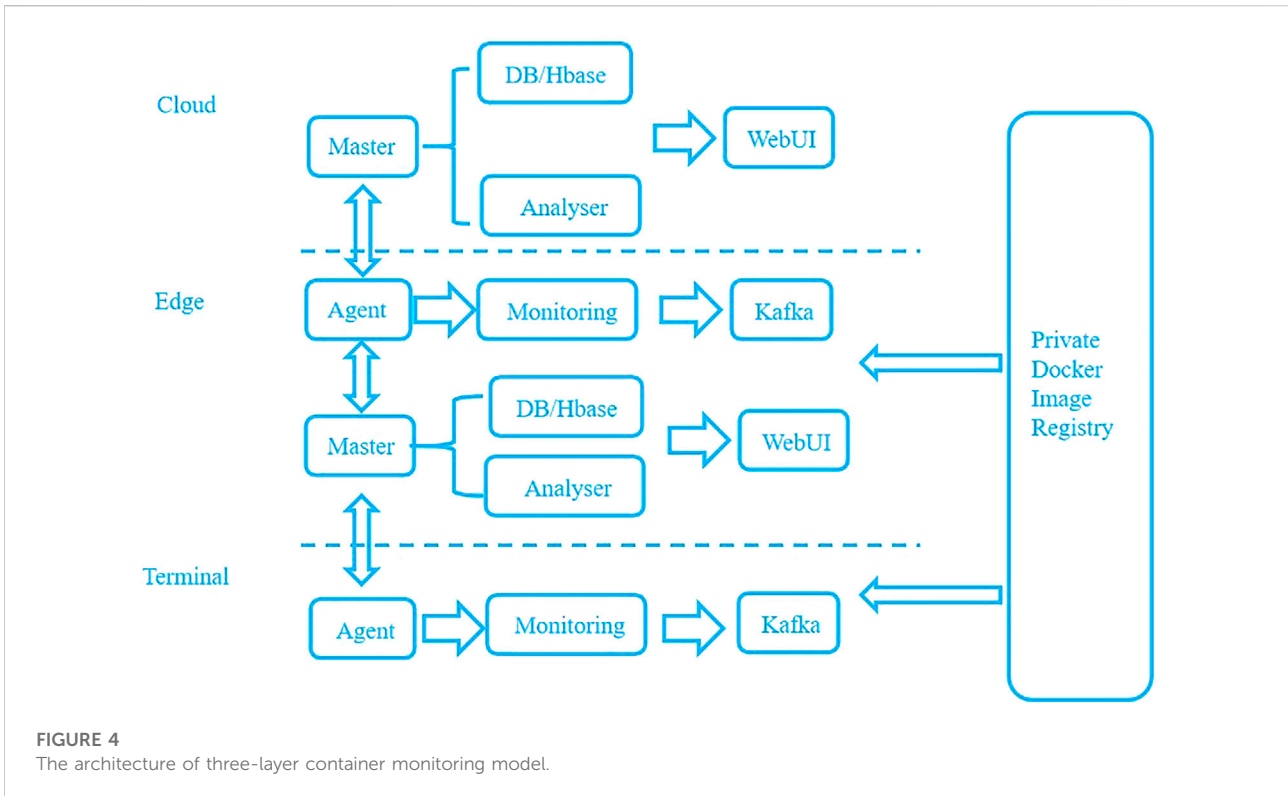 Cloud
DB/Hbase
Master
WebUI
Analyser
Edge
Agent
Monitoring
Kafka
DB/Hbase
Master
WebUI
Analyser
Terminal
Agent
Monitoring
Kafka
Private
Docker
Image
Registry
FIGURE 4
The architecture of three-layer container monitoring model.